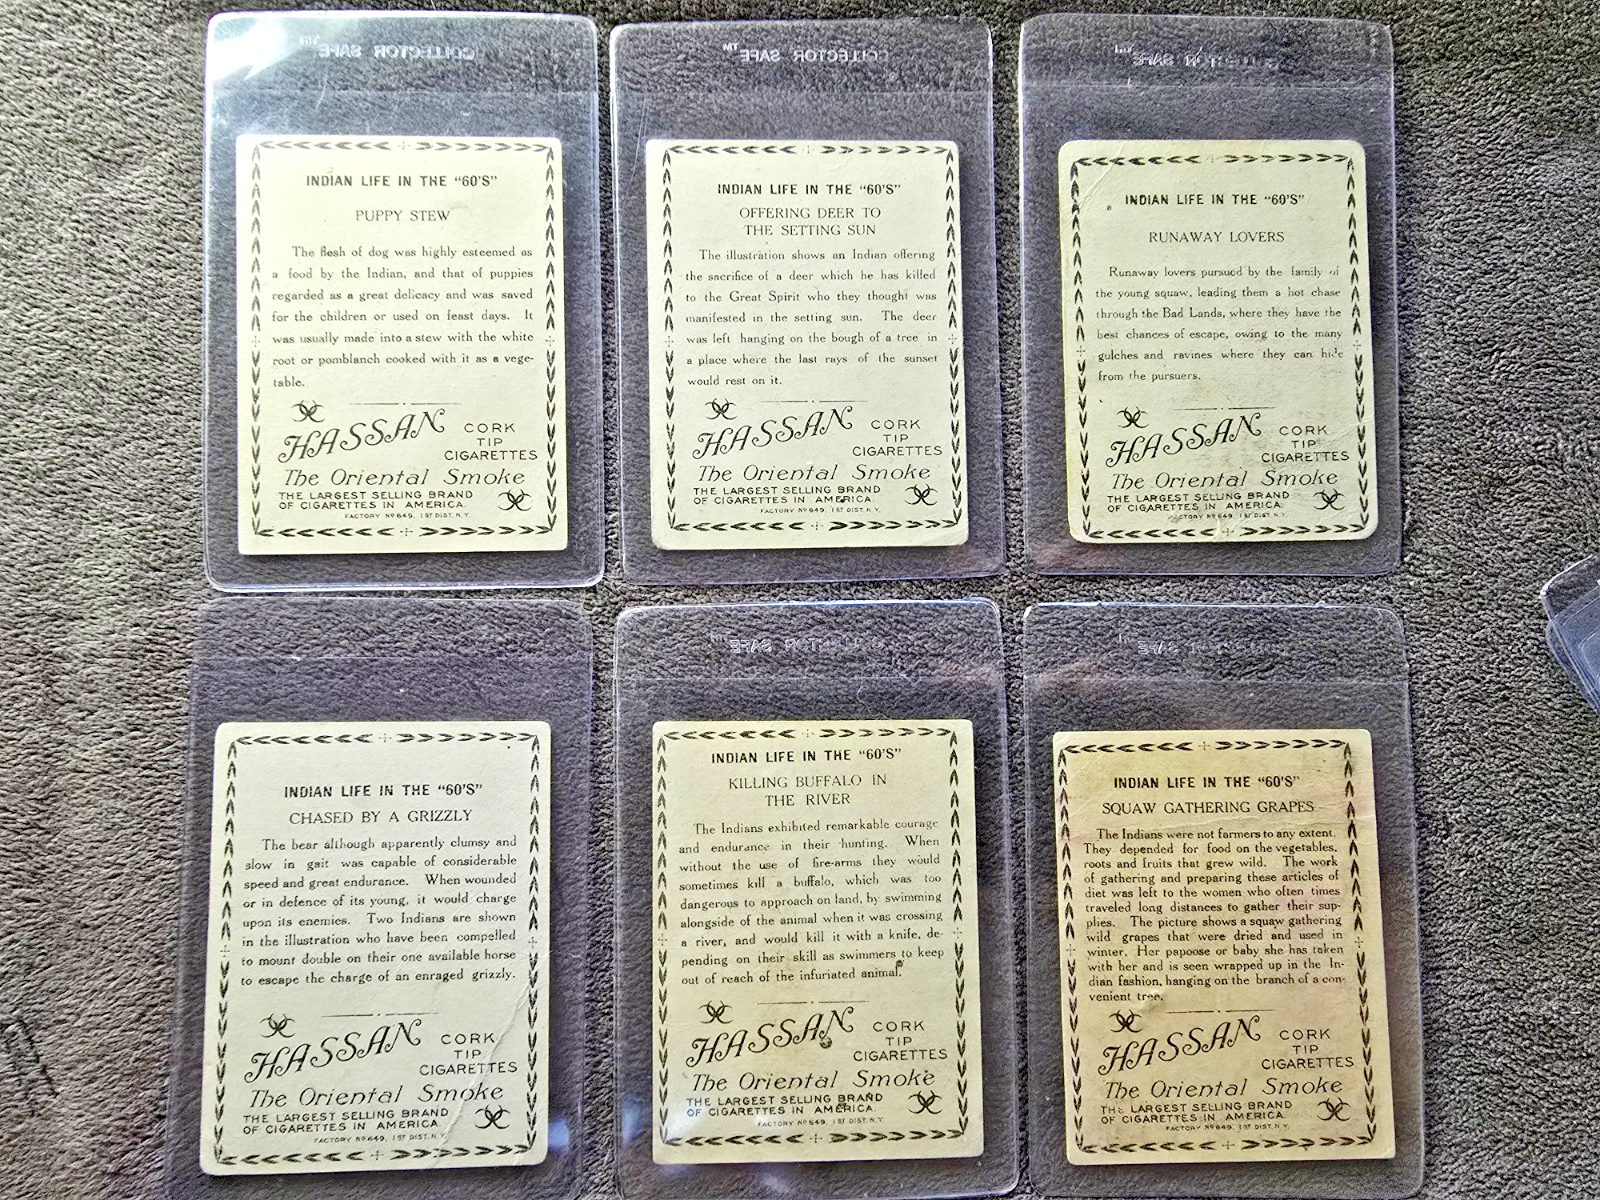 COLLECTOR SAFE™
INDIAN LIFE IN THE "60'S"
PUPPY STEW
The flesh of dog was highly esteemed as
a food by the Indian, and that of puppies
regarded as a great delicacy and was saved
for the children or used on feast days. It
was usually made into a stew with the white
root or pomblanch cooked with it as a vege-
table.
HASSAN
CORK
TIP
CIGARETTES
The Oriental Smoke
THE LARGEST SELLING BRAND
OF CIGARETTES IN AMERICA.
FACTORY Nº 649, 1ST DIST. N.Y.
COLLECTOR SAFE™
INDIAN LIFE IN THE "60'S"
OFFERING DEER TO
THE SETTING SUN
The illustration shows an Indian offering
the sacrifice of a deer which he has killed
to the Great Spirit who they thought was
manifested in the setting sun. The deer
was left hanging on the bough of a tree in
a place where the last rays of the sunset
would rest on it.
HASSAN
CORK
TIP
CIGARETTES
The Oriental Smoke
THE LARGEST SELLING BRAND
OF CIGARETTES IN AMERICA.
FACTORY Nº 649, 1ST DIST. N.Y.
COLLECTOR SAFE™
INDIAN LIFE IN THE "60'S"
RUNAWAY LOVERS
Runaway lovers pursued by the family of
the young squaw, leading them a hot chase
through the Bad Lands, where they have the
best chances of escape, owing to the many
gulches and ravines where they can hide
from the pursuers.
HASSAN
CORK
TIP
CIGARETTES
The Oriental Smoke
THE LARGEST SELLING BRAND
OF CIGARETTES IN AMERICA.
FACTORY Nº 649, 1ST DIST. N.Y.
INDIAN LIFE IN THE "60'S"
CHASED BY A GRIZZLY
The bear although apparently clumsy and
slow in gait was capable of considerable
speed and great endurance. When wounded
or in defence of its young, it would charge
upon its enemies. Two Indians are shown
in the illustration who have been compelled
to mount double on their one available horse
to escape the charge of an enraged grizzly.
HASSAN
CORK
TIP
CIGARETTES
The Oriental Smoke
THE LARGEST SELLING BRAND
OF CIGARETTES IN AMERICA.
FACTORY Nº 649, 1ST DIST. N.Y.
COLLECTOR SAFE™
INDIAN LIFE IN THE "60'S"
KILLING BUFFALO IN
THE RIVER
The Indians exhibited remarkable courage
and endurance in their hunting. When
without the use of fire-arms they would
sometimes kill a buffalo, which was too
dangerous to approach on land, by swimming
alongside of the animal when it was crossing
a river, and would kill it with a knife, de-
pending on their skill as swimmers to keep
out of reach of the infuriated animal.
HASSAN
CORK
TIP
CIGARETTES
The Oriental Smoke
THE LARGEST SELLING BRAND
OF CIGARETTES IN AMERICA.
FACTORY Nº 649, 1ST DIST. N.Y.
COLLECTOR SAFE
INDIAN LIFE IN THE "60'S"
SQUAW GATHERING GRAPES
The Indians were not farmers to any extent.
They depended for food on the vegetables,
roots and fruits that grew wild. The work
of gathering and preparing these articles of
diet was left to the women who often times
traveled long distances to gather their sup-
plies. The picture shows a squaw gathering
wild grapes that were dried and used in
winter. Her papoose or baby she has taken
with her and is seen wrapped up in the In-
dian fashion, hanging on the branch of a con-
venient tree.
HASSAN
CORK
TIP
CIGARETTES
The Oriental Smoke
THE LARGEST SELLING BRAND
OF CIGARETTES IN AMERICA.
FACTORY Nº 649, 1ST DIST. N.Y.